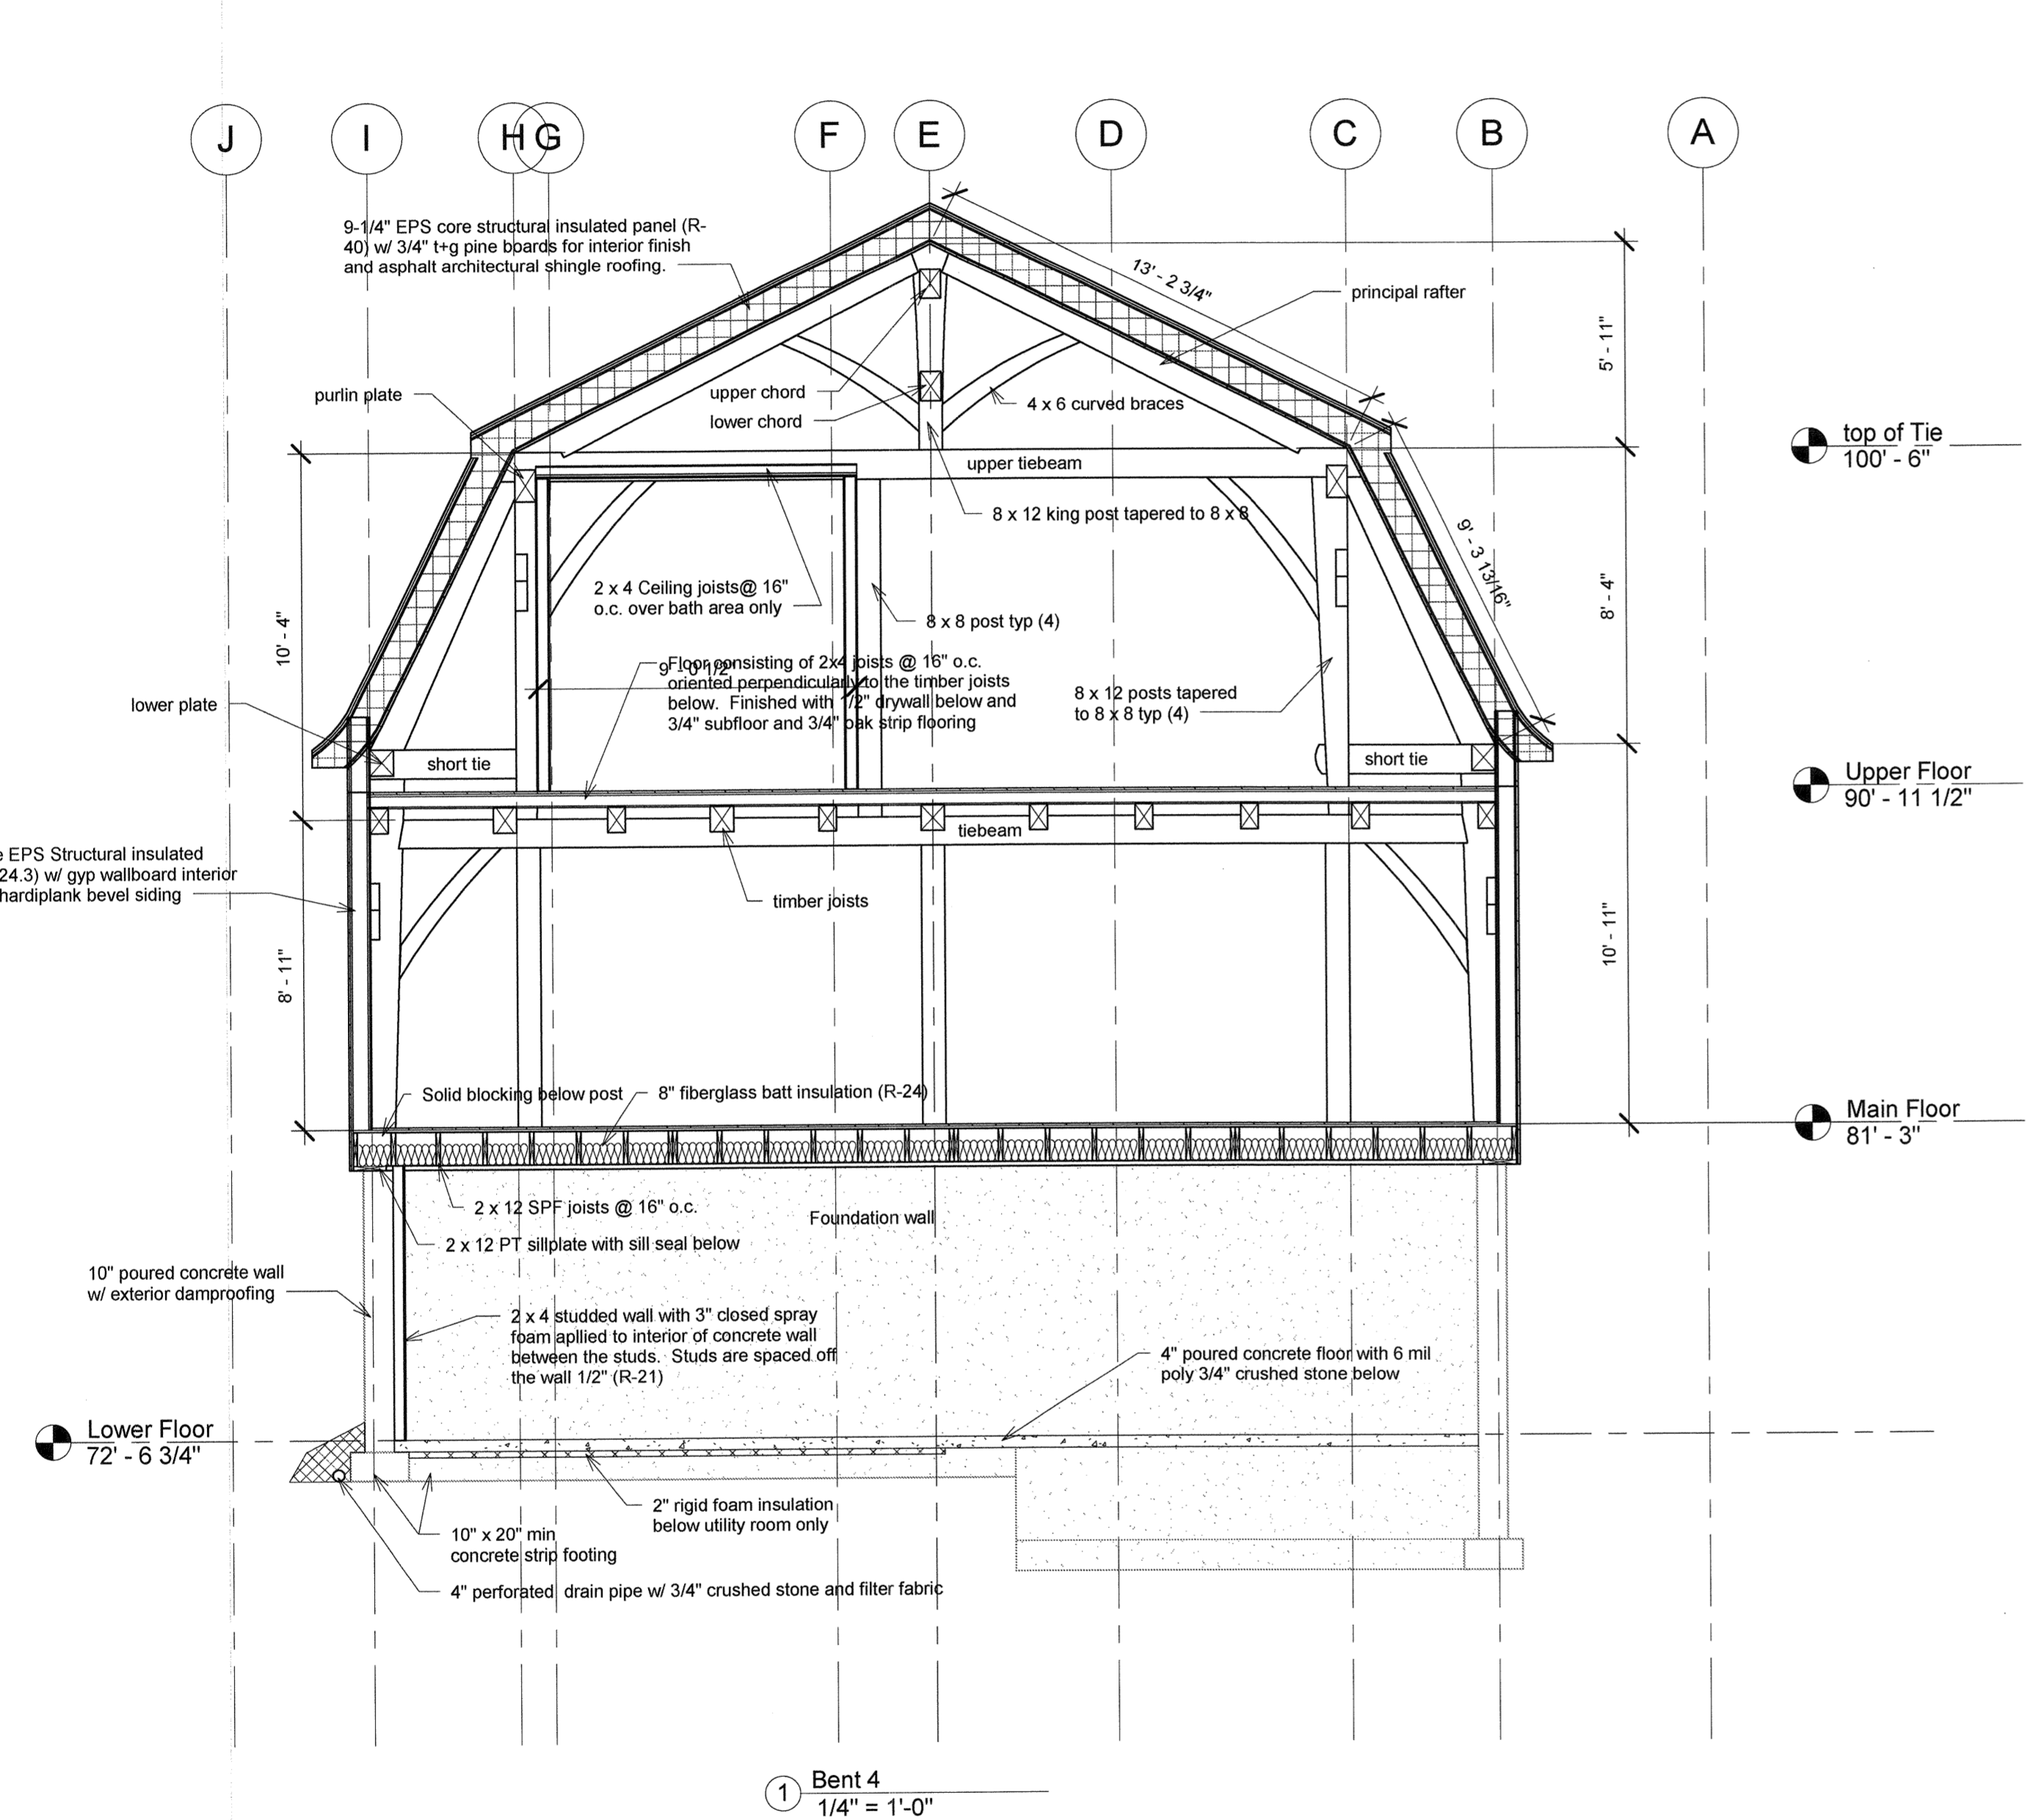 J
I
H
G
F
E
D
C
B
A
9-1/4" EPS core structural insulated panel (R-
40) w/ 3/4" t+g pine boards for interior finish
and asphalt architectural shingle roofing.
13' - 2 3/4"
principal rafter
5' - 11"
purlin plate
upper chord
lower chord
4 x 6 curved braces
top of Tie
100' - 6"
upper tiebeam
8 x 12 king post tapered to 8 x 8
9' - 3 13/16"
2 x 4 Ceiling joists@ 16"
o.c. over bath area only
8 x 8 post typ (4)
8' - 4"
10' - 4"
9' - 0 1/2"
Floor consisting of 2x4 joists @ 16" o.c.
oriented perpendicularly to the timber joists
below. Finished with 1/2" drywall below and
3/4" subfloor and 3/4" oak strip flooring
8 x 12 posts tapered
to 8 x 8 typ (4)
lower plate
short tie
short tie
Upper Floor
90' - 11 1/2"
tiebeam
e EPS Structural insulated
24.3) w/ gyp wallboard interior
hardiplank bevel siding
timber joists
8' - 11"
10' - 11"
Solid blocking below post
8" fiberglass batt insulation (R-24)
Main Floor
81' - 3"
2 x 12 SPF joists @ 16" o.c.
Foundation wall
2 x 12 PT sillplate with sill seal below
10" poured concrete wall
w/ exterior damproofing
2 x 4 studded wall with 3" closed spray
foam apllied to interior of concrete wall
between the studs. Studs are spaced off
the wall 1/2" (R-21)
4" poured concrete floor with 6 mil
poly 3/4" crushed stone below
Lower Floor
72' - 6 3/4"
2" rigid foam insulation
below utility room only
10" x 20" min
concrete strip footing
4" perforated drain pipe w/ 3/4" crushed stone and filter fabric
1
Bent 4
1/4" = 1'-0"